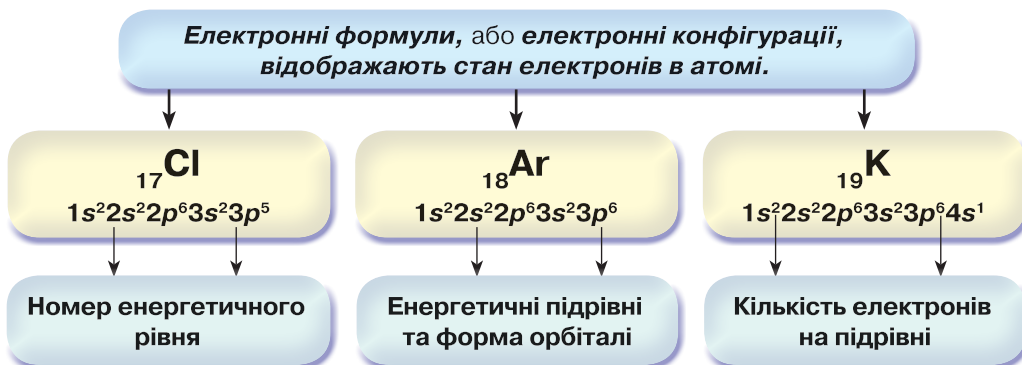 Електронні формули, або електронні конфігурації,
відображають стан електронів в атомі.
₁₇Cl
1s²2s²2p⁶3s²3p⁵
₁₈Ar
1s²2s²2p⁶3s²3p⁶
₁₉K
1s²2s²2p⁶3s²3p⁶4s¹
Номер енергетичного
рівня
Енергетичні підрівні
та форма орбіталі
Кількість електронів
на підрівні